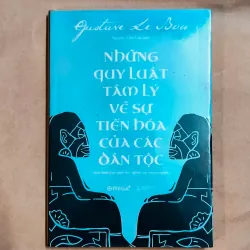 Gustave Le Bon
NHỮNG
QUY LUẬT
TÂM LÝ
VỀ SỰ
TIẾN HÓA
CỦA CÁC
DÂN TỘC